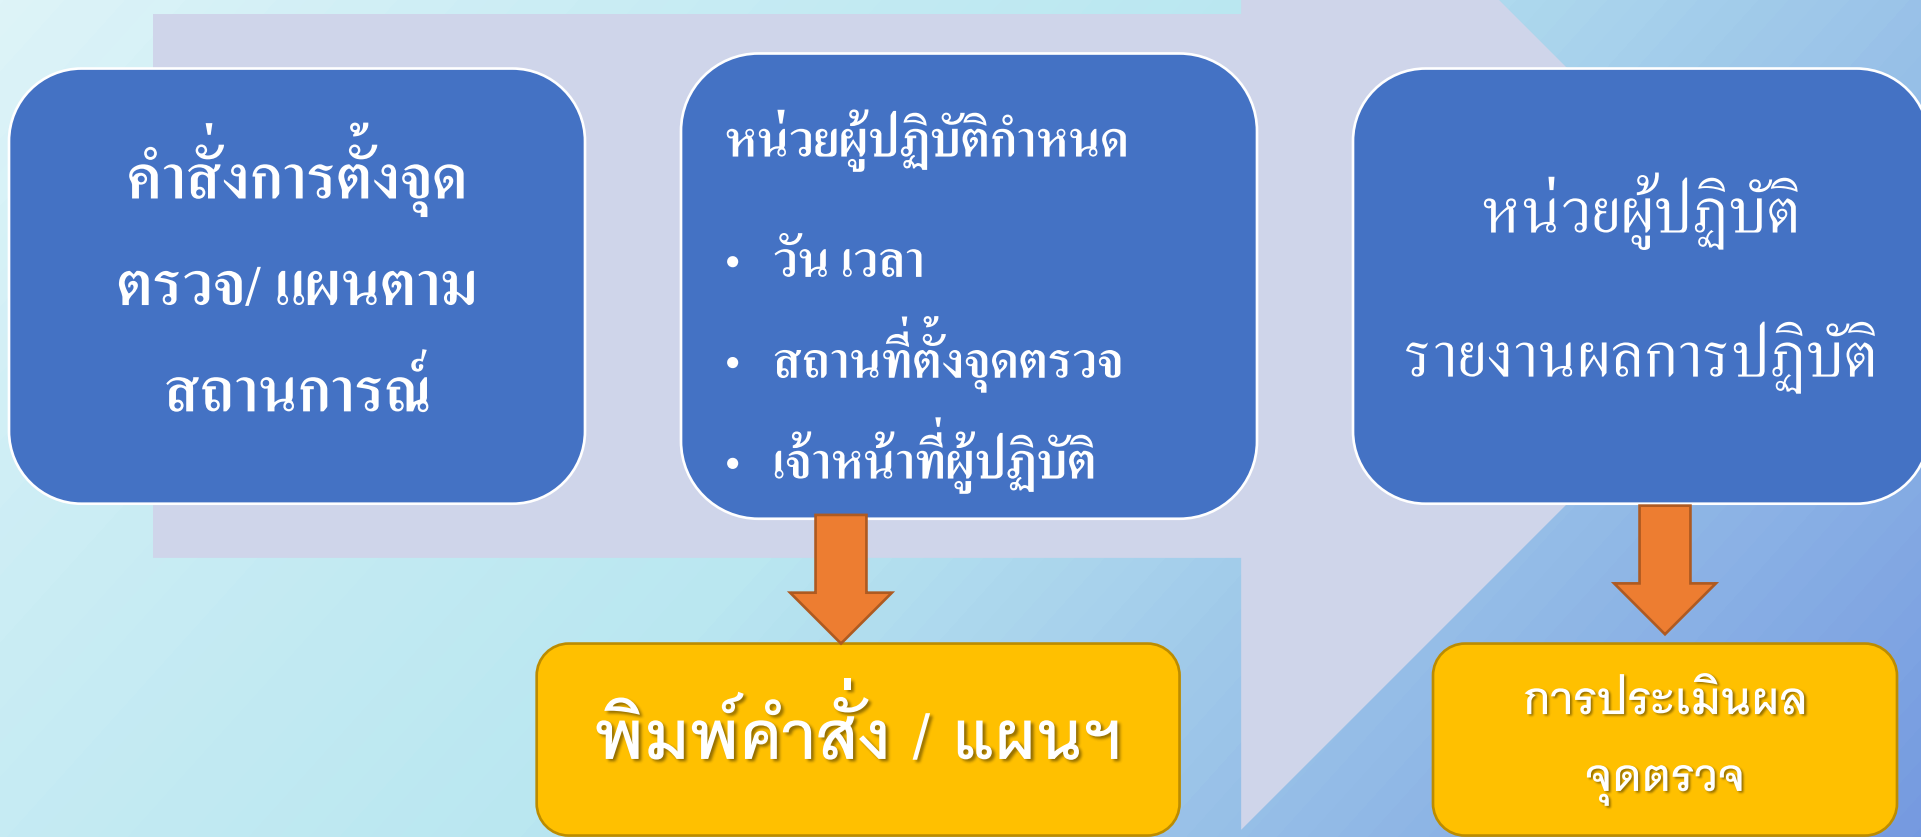 คำสั่งการตั้งจุด
ตรวจ/ แผนตาม
สถานการณ์
หน่วยผู้ปฏิบัติกำหนด
• วัน เวลา
• สถานที่ตั้งจุดตรวจ
• เจ้าหน้าที่ผู้ปฏิบัติ
หน่วยผู้ปฏิบัติ
รายงานผลการปฏิบัติ
พิมพ์คำสั่ง / แผนฯ
การประเมินผล
จุดตรวจ